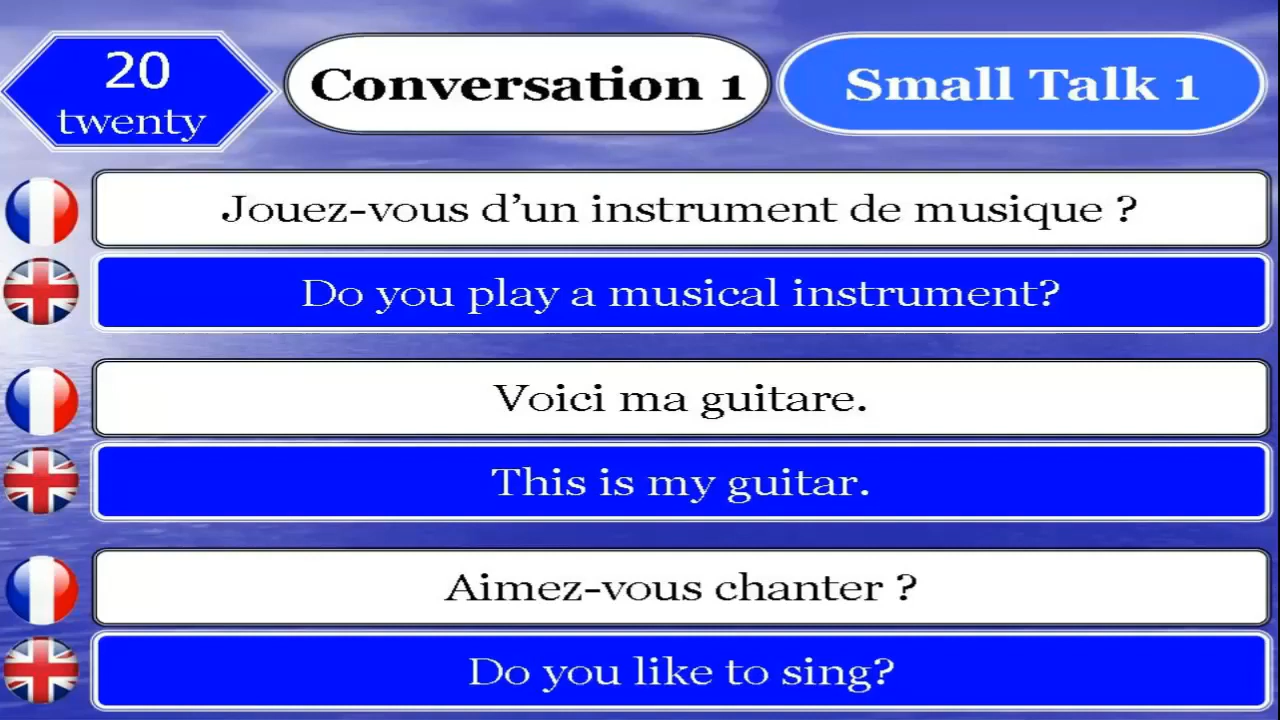 20
twenty
Conversation 1
Small Talk 1
Jouez-vous d’un instrument de musique ?
Do you play a musical instrument?
Voici ma guitare.
This is my guitar.
Aimez-vous chanter ?
Do you like to sing?